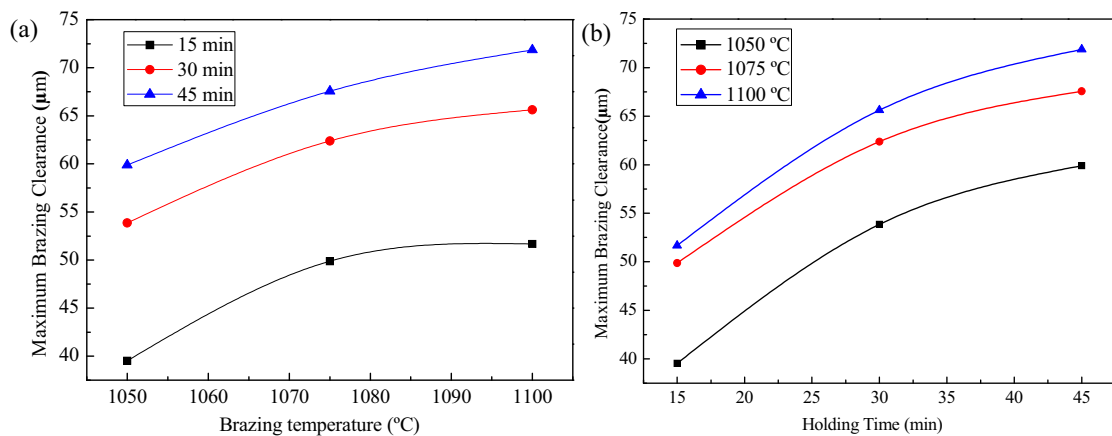 (a)
75
70
65
60
55
50
45
40
Maximum Brazing Clearance (μm)
15 min
30 min
45 min
1050 1060 1070 1080 1090 1100
Brazing temperature (ºC)
(b)
75
70
65
60
55
50
45
40
Maximum Brazing Clearance(μm)
1050 ºC
1075 ºC
1100 ºC
15 20 25 30 35 40 45
Holding Time (min)